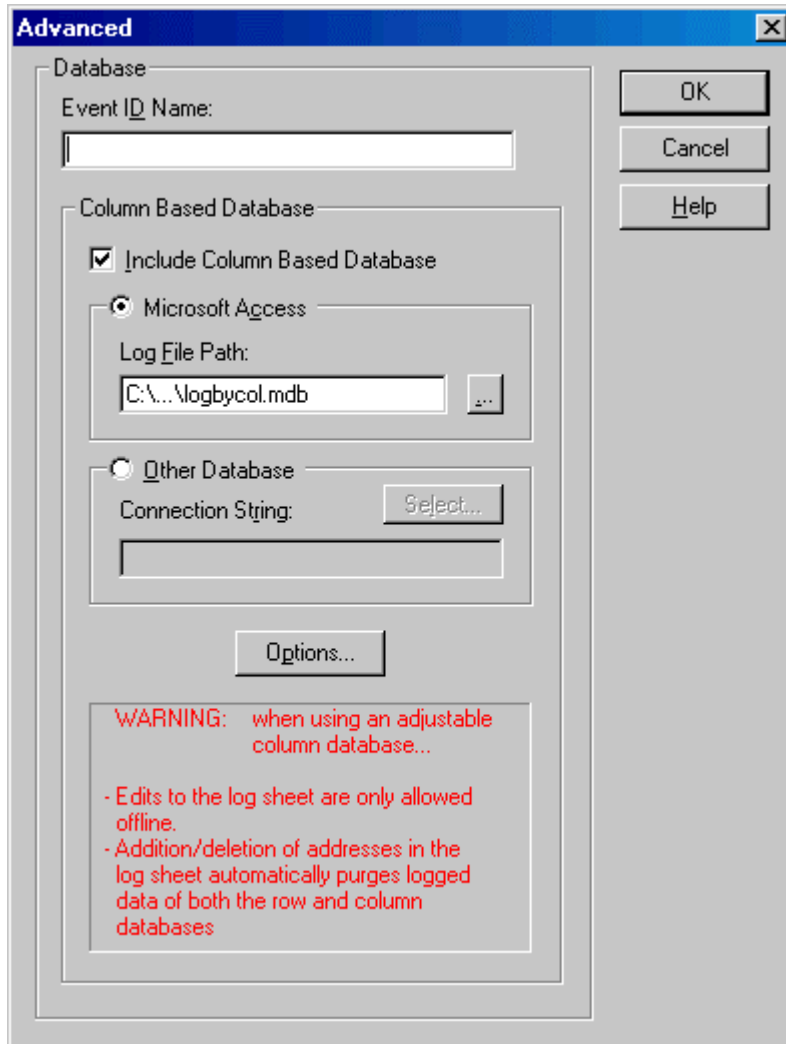 Advanced
Database
OK
Event ID Name:
Cancel
Column Based Database
Help
Include Column Based Database
Microsoft Access
Log File Path:
C:\...\logbycol.mdb
...
Other Database
Connection String:
Select...
Options...
WARNING: when using an adjustable
column database...
- Edits to the log sheet are only allowed
offline.
- Addition/deletion of addresses in the
log sheet automatically purges logged
data of both the row and column
databases